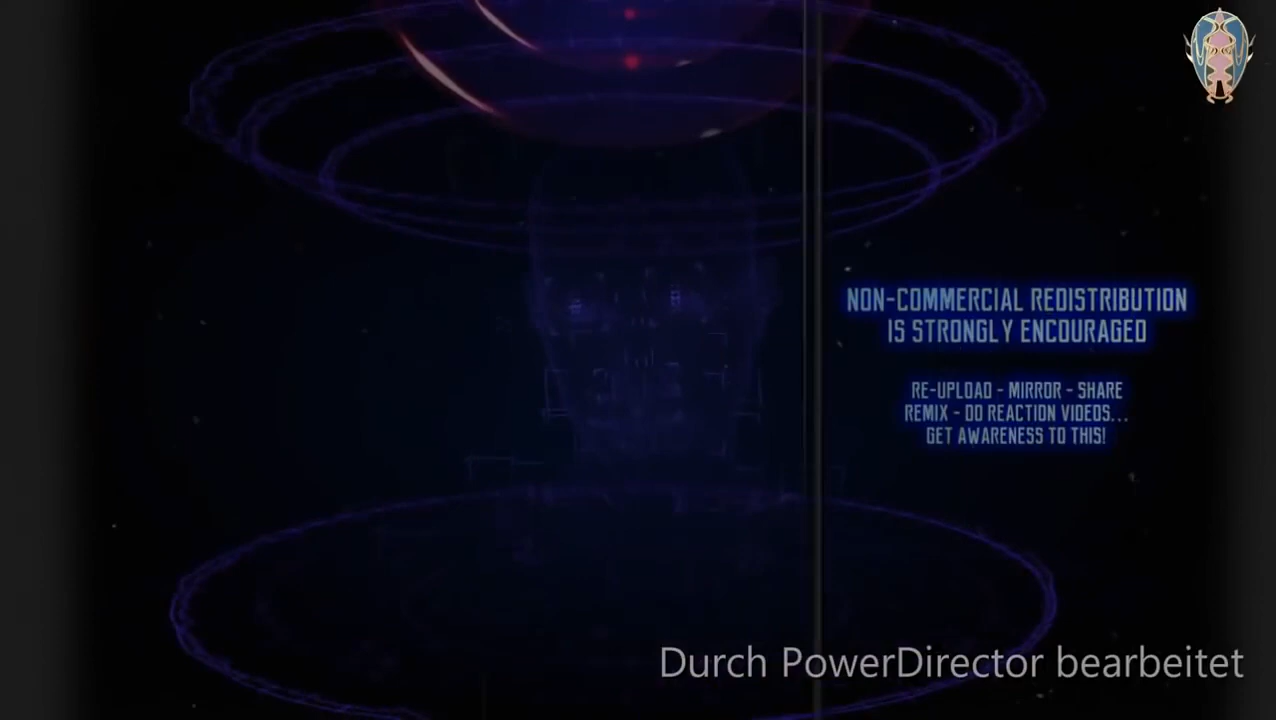 NON-COMMERCIAL REDISTRIBUTION
IS STRONGLY ENCOURAGED
RE-UPLOAD - MIRROR - SHARE
REMIX - DO REACTION VIDEOS...
GET AWARENESS TO THIS!
Durch PowerDirector bearbeitet